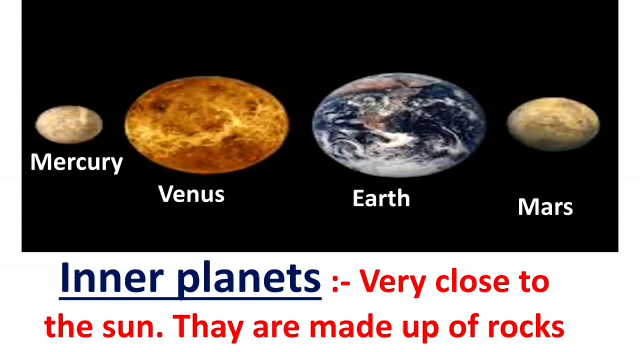 Mercury
Venus
Earth
Mars
Inner planets :- Very close to
the sun. Thay are made up of rocks